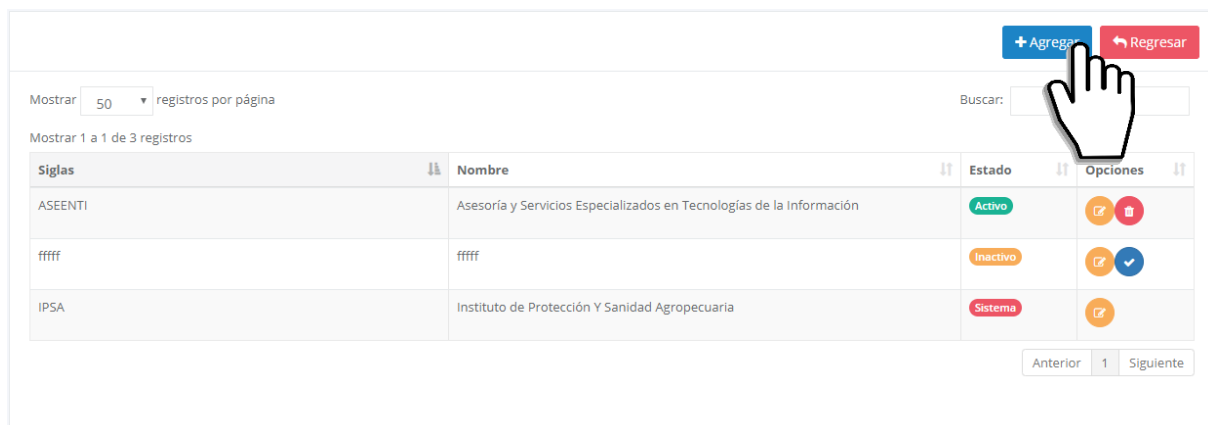 Agregar
Regresar
Mostrar 50 registros por página
Buscar:
Mostrar 1 a 1 de 3 registros
Siglas Nombre Estado Opciones
ASEENTI Asesoría y Servicios Especializados en Tecnologías de la Información Activo
fffff fffff Inactivo
IPSA Instituto de Protección Y Sanidad Agropecuaria Sistema
Anterior 1 Siguiente